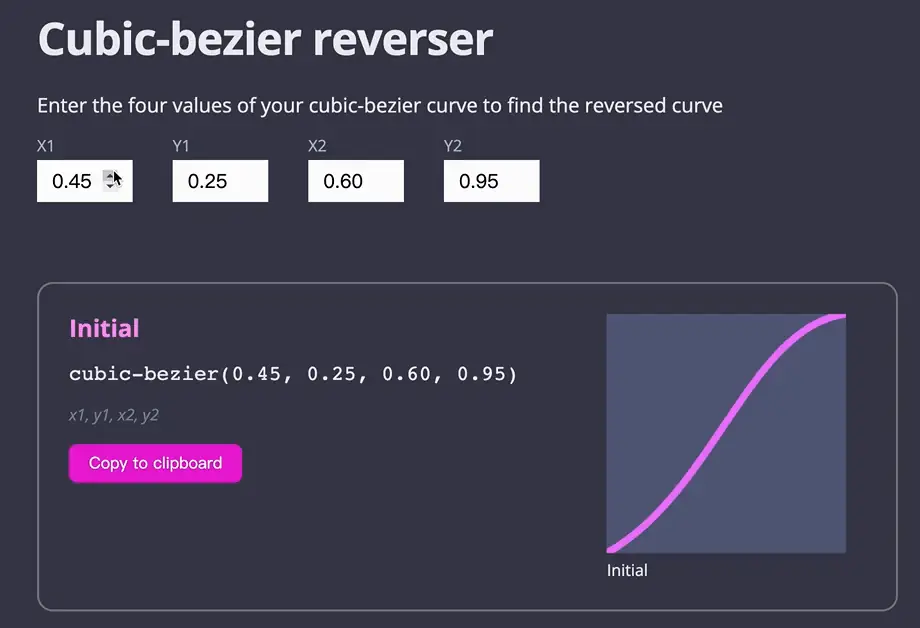 Cubic-bezier reverser
Enter the four values of your cubic-bezier curve to find the reversed curve
X1 Y1 X2 Y2
0.45 0.25 0.60 0.95
Initial
cubic-bezier(0.45, 0.25, 0.60, 0.95)
x1, y1, x2, y2
Copy to clipboard
Initial